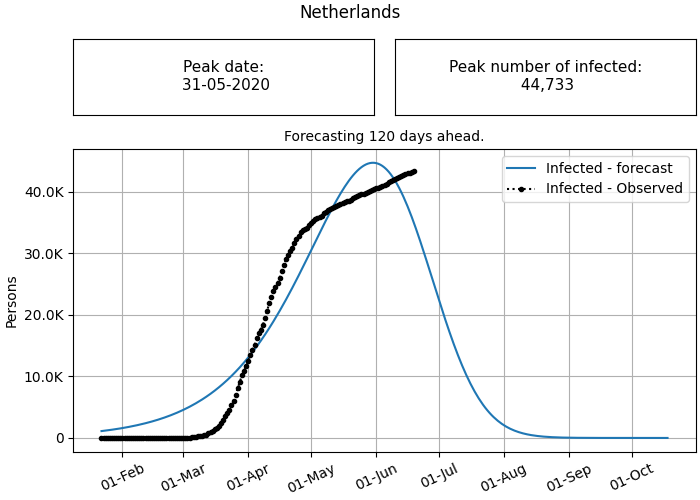 Netherlands
Peak date:
31-05-2020
Peak number of infected:
44,733
Forecasting 120 days ahead.
Infected - forecast
Infected - Observed
Persons
40.0K
30.0K
20.0K
10.0K
0
01-Feb
01-Mar
01-Apr
01-May
01-Jun
01-Jul
01-Aug
01-Sep
01-Oct